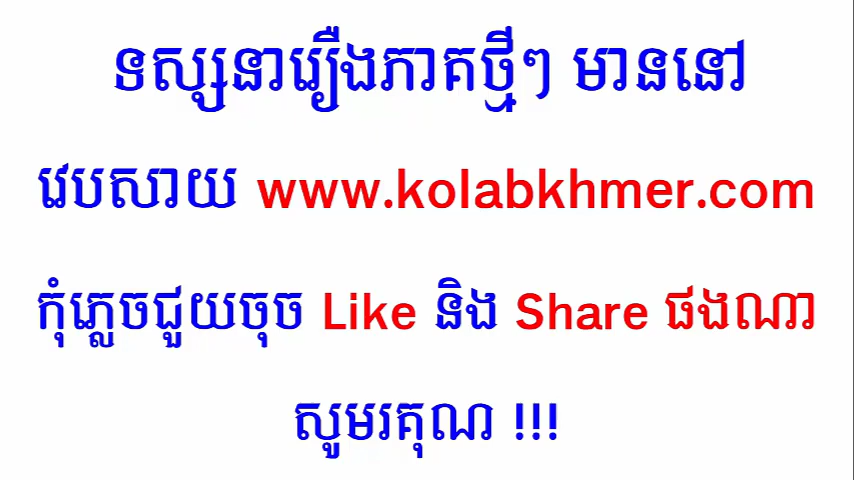 ទស្សនារឿងភាគថ្មីៗ មាននៅ
វេបសាយ www.kolabkhmer.com
កុំភ្លេចជួយចុច Like និង Share ផងណា
សូមរគុណ !!!